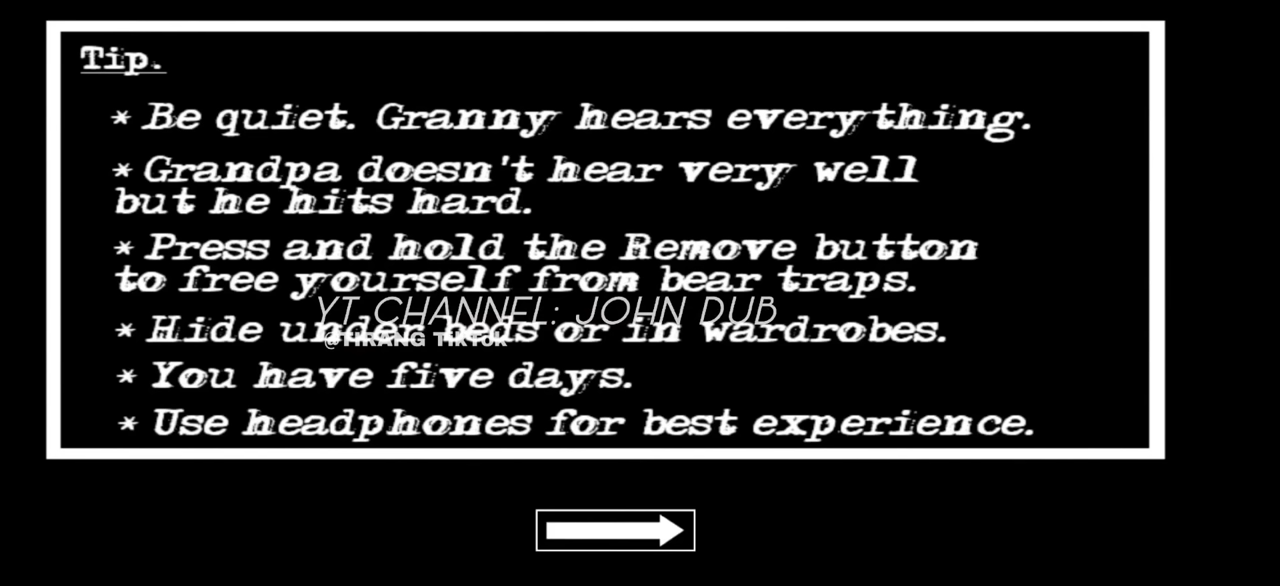 Tip.
* Be quiet. Granny hears everything.
* Grandpa doesn't hear very well
but he hits hard.
* Press and hold the Remove button
to free yourself from bear traps.
YT CHANNEL: JOHN DUB
* Hide under beds or in wardrobes.
@TIRANG TikTok
* You have five days.
* Use headphones for best experience.